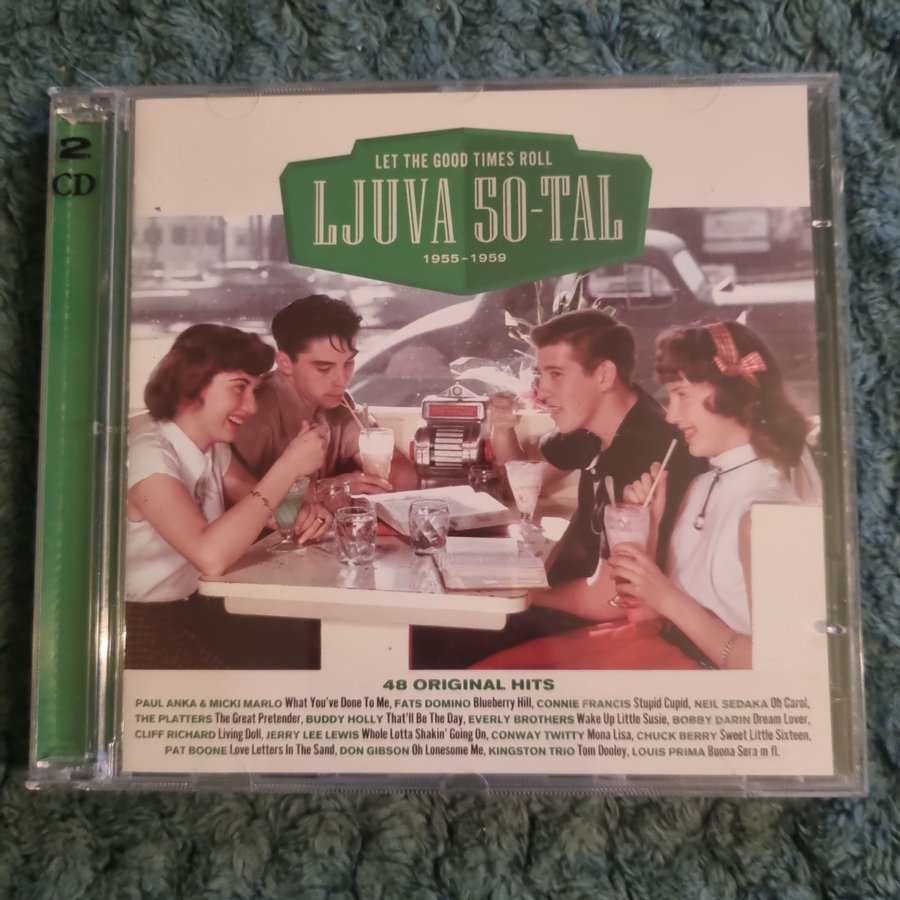 2
CD
LET THE GOOD TIMES ROLL
LJUVA 50-TAL
1955-1959
48 ORIGINAL HITS
PAUL ANKA & MICKI MARLO What You've Done To Me, FATS DOMINO Blueberry Hill, CONNIE FRANCIS Stupid Cupid, NEIL SEDAKA Oh Carol,
THE PLATTERS The Great Pretender, BUDDY HOLLY That'll Be The Day, EVERLY BROTHERS Wake Up Little Susie, BOBBY DARIN Dream Lover,
CLIFF RICHARD Living Doll, JERRY LEE LEWIS Whole Lotta Shakin' Going On, CONWAY TWITTY Mona Lisa, CHUCK BERRY Sweet Little Sixteen,
PAT BOONE Love Letters In The Sand, DON GIBSON Oh Lonesome Me, KINGSTON TRIO Tom Dooley, LOUIS PRIMA Buona Sera m fl.